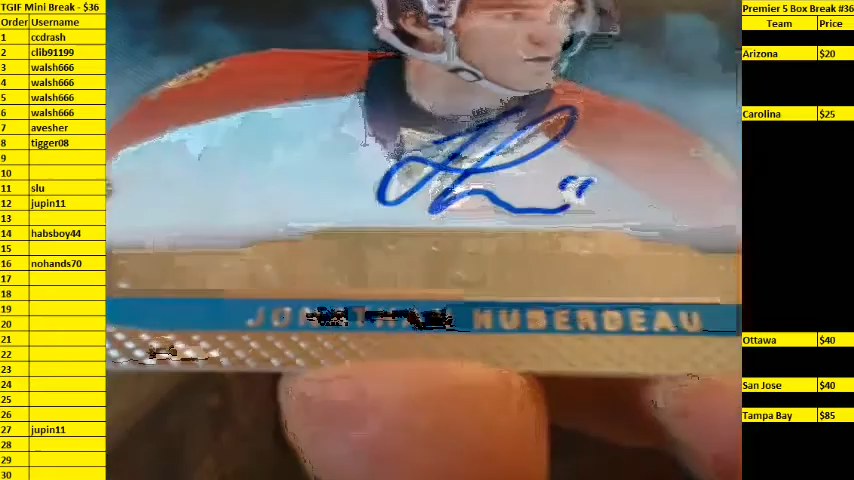 TGIF Mini Break - $36
Order Username
1 ccdrash
2 clib91199
3 walsh666
4 walsh666
5 walsh666
6 walsh666
7 avesher
8 tigger08
9
10
11 slu
12 jupin11
13
14 habsboy44
15
16 nohands70
17
18
19
20
21
22
23
24
25
26
27 jupin11
28
29
30
HUBERDEAU
Premier 5 Box Break #36
Team Price
Arizona $20
Carolina $25
Ottawa $40
San Jose $40
Tampa Bay $85